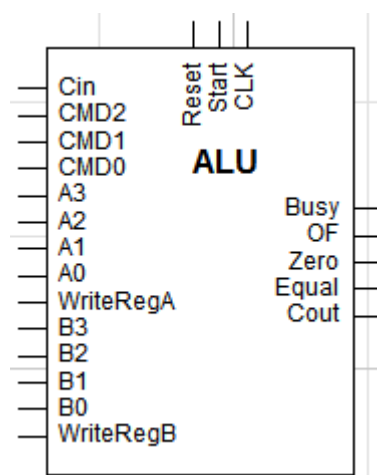 Reset
Start
CLK
ALU
Cin
CMD2
CMD1
CMD0
A3
A2
A1
A0
WriteRegA
B3
B2
B1
B0
WriteRegB
Busy
OF
Zero
Equal
Cout